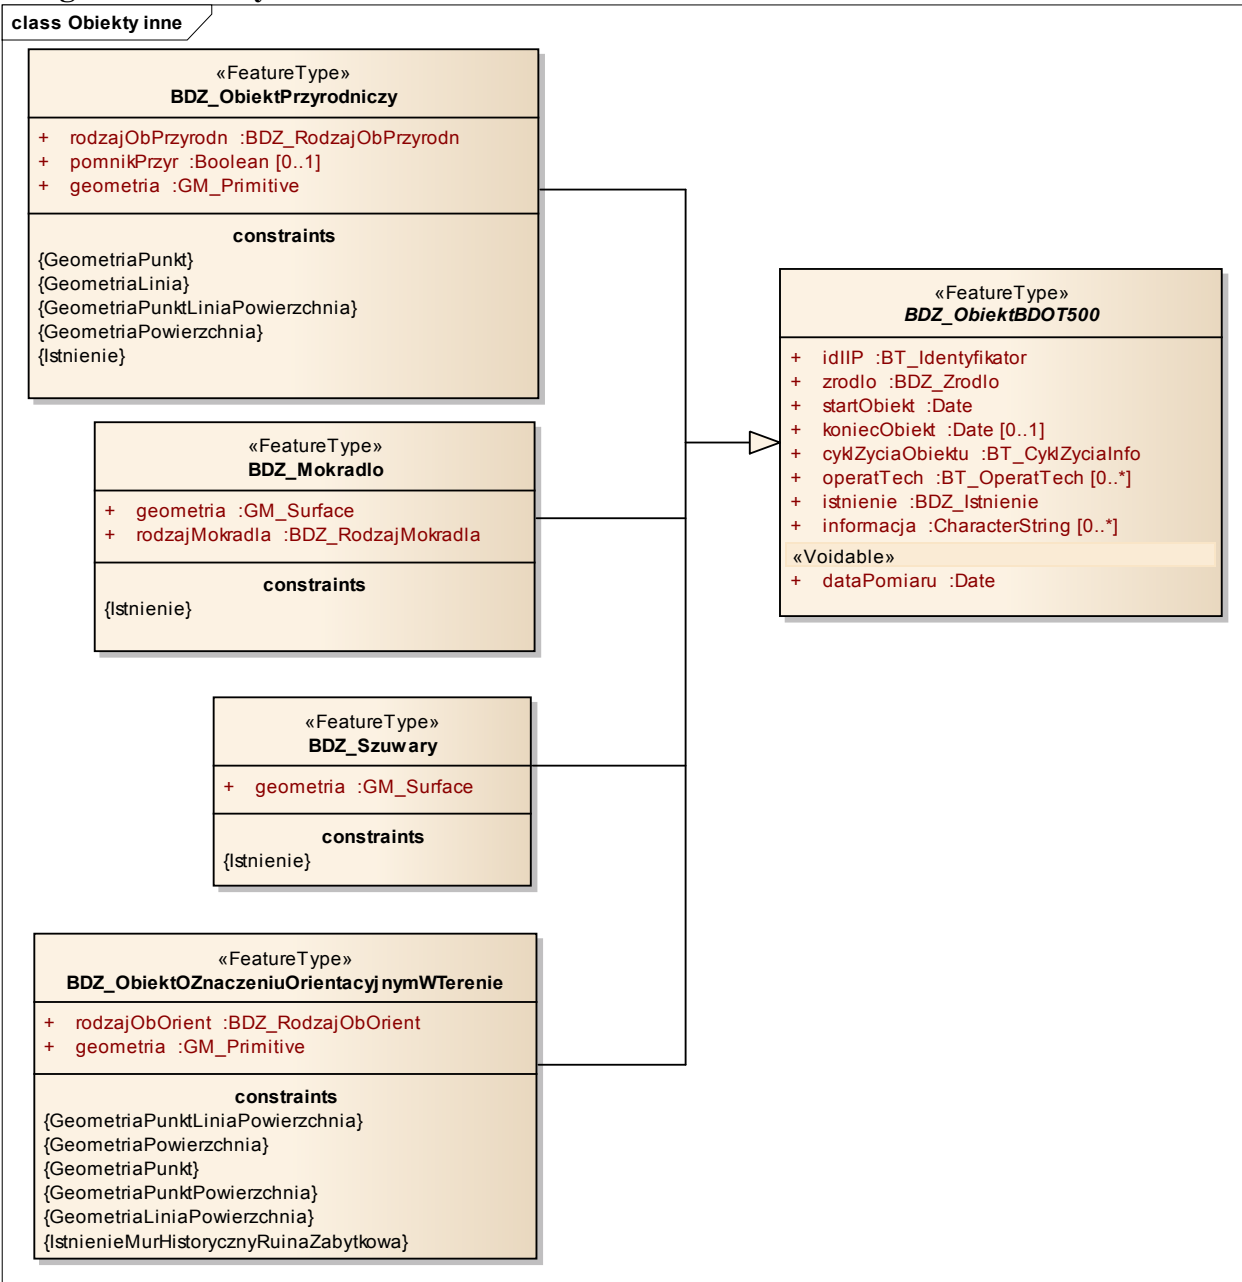 class Obiekty inne
«FeatureType»
BDZ_ObiektPrzyrodniczy
+ rodzajObPrzyrodn :BDZ_RodzajObPrzyrodn
+ pomnikPrzyr :Boolean [0..1]
+ geometria :GM_Primitive
constraints
{GeometriaPunkt}
{GeometriaLinia}
{GeometriaPunktLiniaPowierzchnia}
{GeometriaPowierzchnia}
{Istnienie}
«FeatureType»
BDZ_Mokradlo
+ geometria :GM_Surface
+ rodzajMokradla :BDZ_RodzajMokradla
constraints
{Istnienie}
«FeatureType»
BDZ_Szuwary
+ geometria :GM_Surface
constraints
{Istnienie}
«FeatureType»
BDZ_ObiektOZnaczeniuOrientacyjnymWTerenie
+ rodzajObOrient :BDZ_RodzajObOrient
+ geometria :GM_Primitive
constraints
{GeometriaPunktLiniaPowierzchnia}
{GeometriaPowierzchnia}
{GeometriaPunkt}
{GeometriaPunktPowierzchnia}
{GeometriaLiniaPowierzchnia}
{IstnienieMurHistorycznyRuinaZabytkowa}
«FeatureType»
BDZ_ObiektBDOT500
+ idIIP :BT_Identyfikator
+ zrodlo :BDZ_Zrodlo
+ startObiekt :Date
+ koniecObiekt :Date [0..1]
+ cyklZyciaObiektu :BT_CyklZyciaInfo
+ operatTech :BT_OperatTech [0..*]
+ istnienie :BDZ_Istnienie
+ informacja :CharacterString [0..*]
«Voidable»
+ dataPomiaru :Date